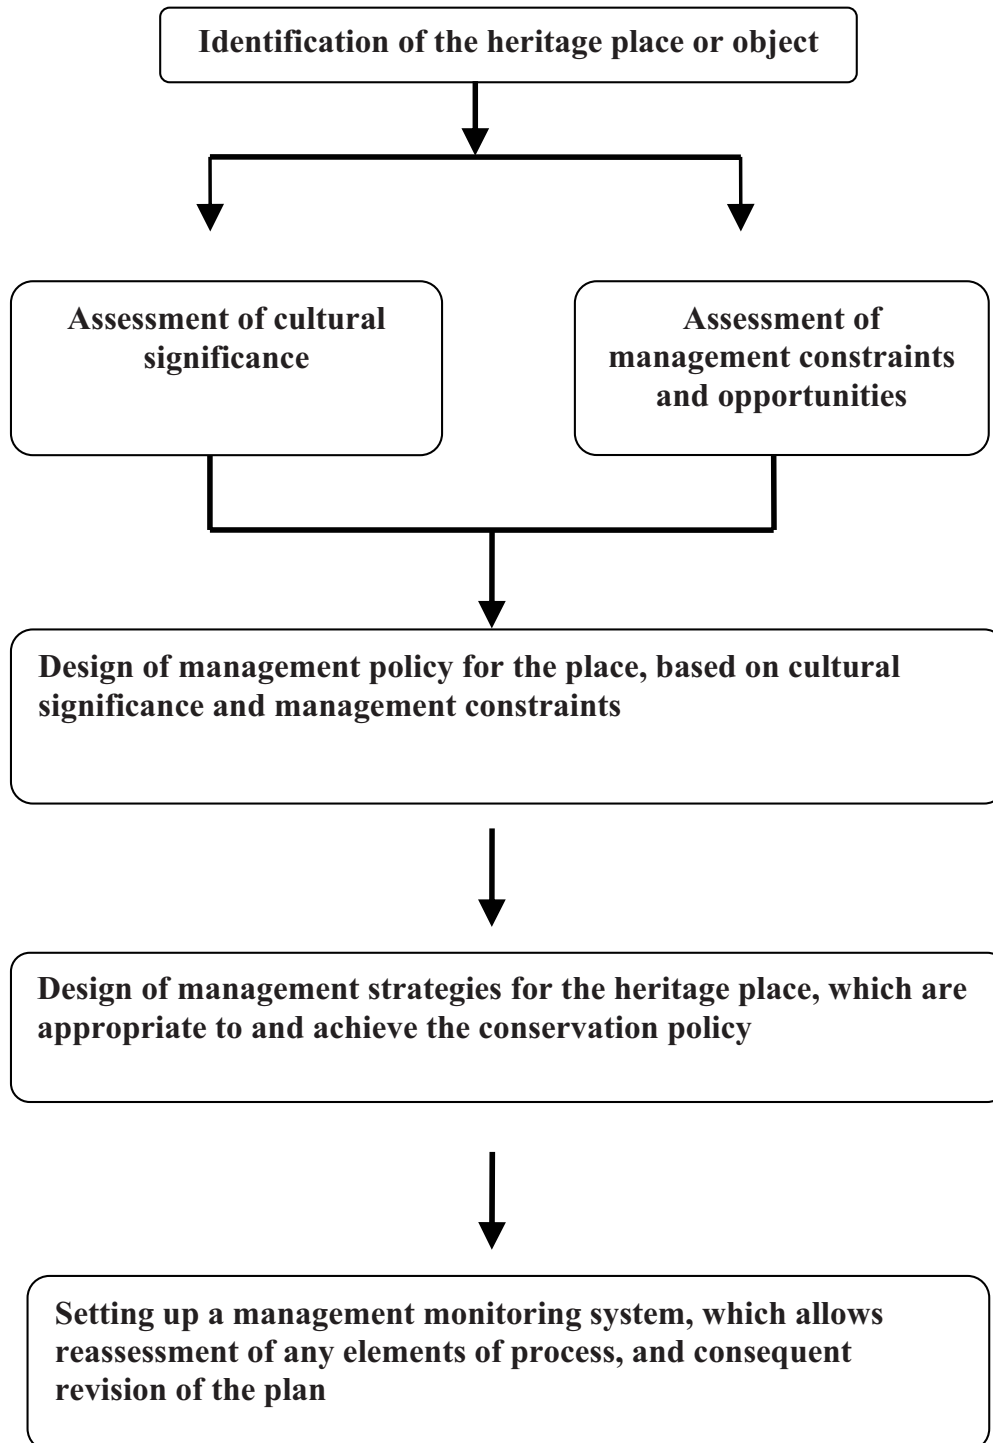 Identification of the heritage place or object
Assessment of cultural
significance
Assessment of
management constraints
and opportunities
Design of management policy for the place, based on cultural
significance and management constraints
Design of management strategies for the heritage place, which are
appropriate to and achieve the conservation policy
Setting up a management monitoring system, which allows
reassessment of any elements of process, and consequent
revision of the plan